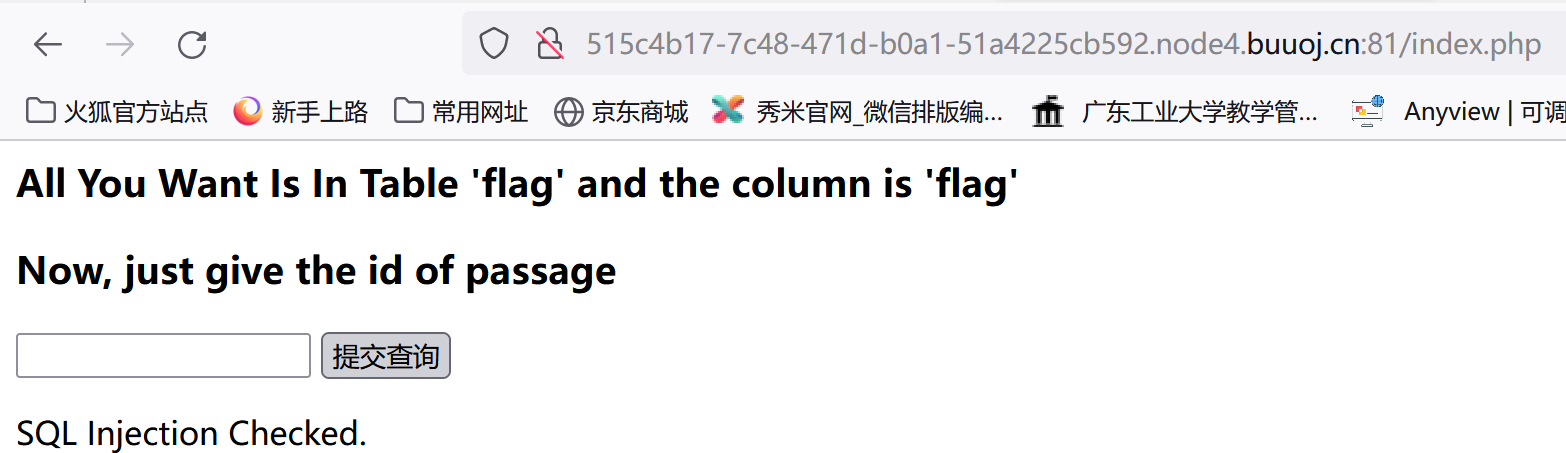 515c4b17-7c48-471d-b0a1-51a4225cb592.node4.buuoj.cn:81/index.php
火狐官方站点 新手上路 常用网址 京东商城 秀米官网_微信排版编... 广东工业大学教学管... Anyview | 可调
All You Want Is In Table 'flag' and the column is 'flag'
Now, just give the id of passage
提交查询
SQL Injection Checked.